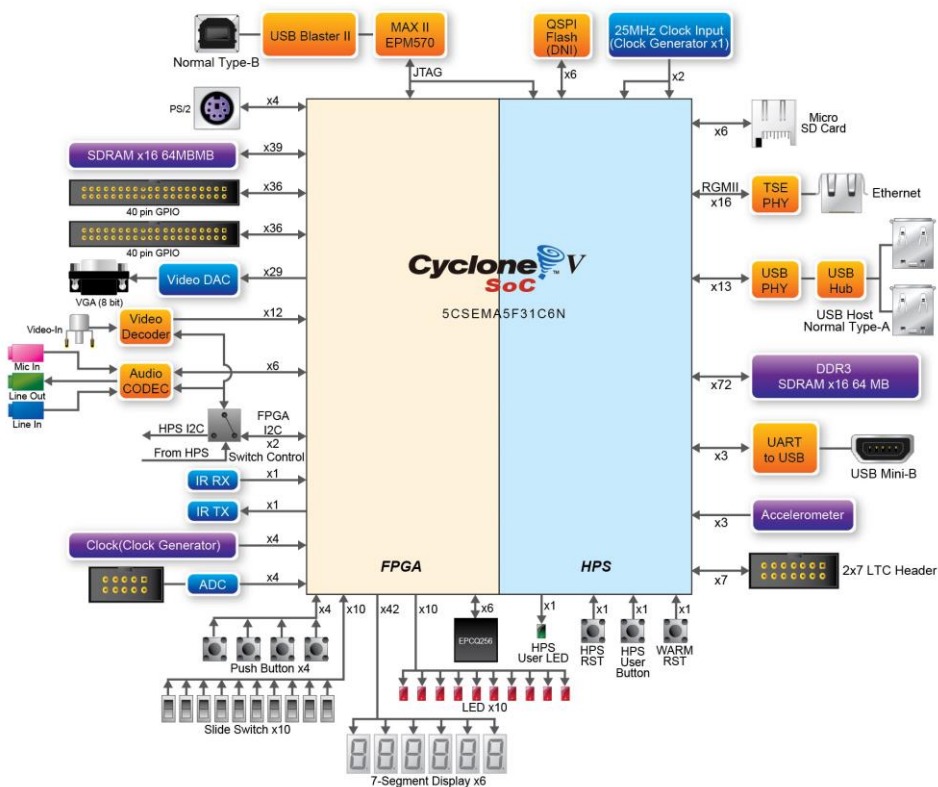 Normal Type-B
USB Blaster II
MAX II
EPM570
JTAG
QSPI
Flash
(DNI)
x6
25MHz Clock Input
(Clock Generator x1)
x2
PS/2
x4
SDRAM x16 64MBMB
x39
40 pin GPIO
x36
40 pin GPIO
x36
VGA (8 bit)
Video DAC
x29
Video-In
Video
Decoder
x12
Mic In
Line Out
Line In
Audio
CODEC
x6
HPS I2C
From HPS
FPGA
I2C
x2
Switch Control
IR RX
x1
IR TX
x1
Clock(Clock Generator)
x4
ADC
x4
Cyclone V
SoC
5CSEMA5F31C6N
FPGA
HPS
x6
Micro
SD Card
RGMII
x16
TSE
PHY
Ethernet
x13
USB
PHY
USB
Hub
USB Host
Normal Type-A
x72
DDR3
SDRAM x16 64 MB
x3
UART
to USB
USB Mini-B
x3
Accelerometer
x7
2x7 LTC Header
x4
x10
x42
x10
x6
x1
x1
x1
x1
Push Button x4
EPCQ256
HPS
User LED
HPS
RST
HPS
User
Button
WARM
RST
Slide Switch x10
LED x10
7-Segment Display x6